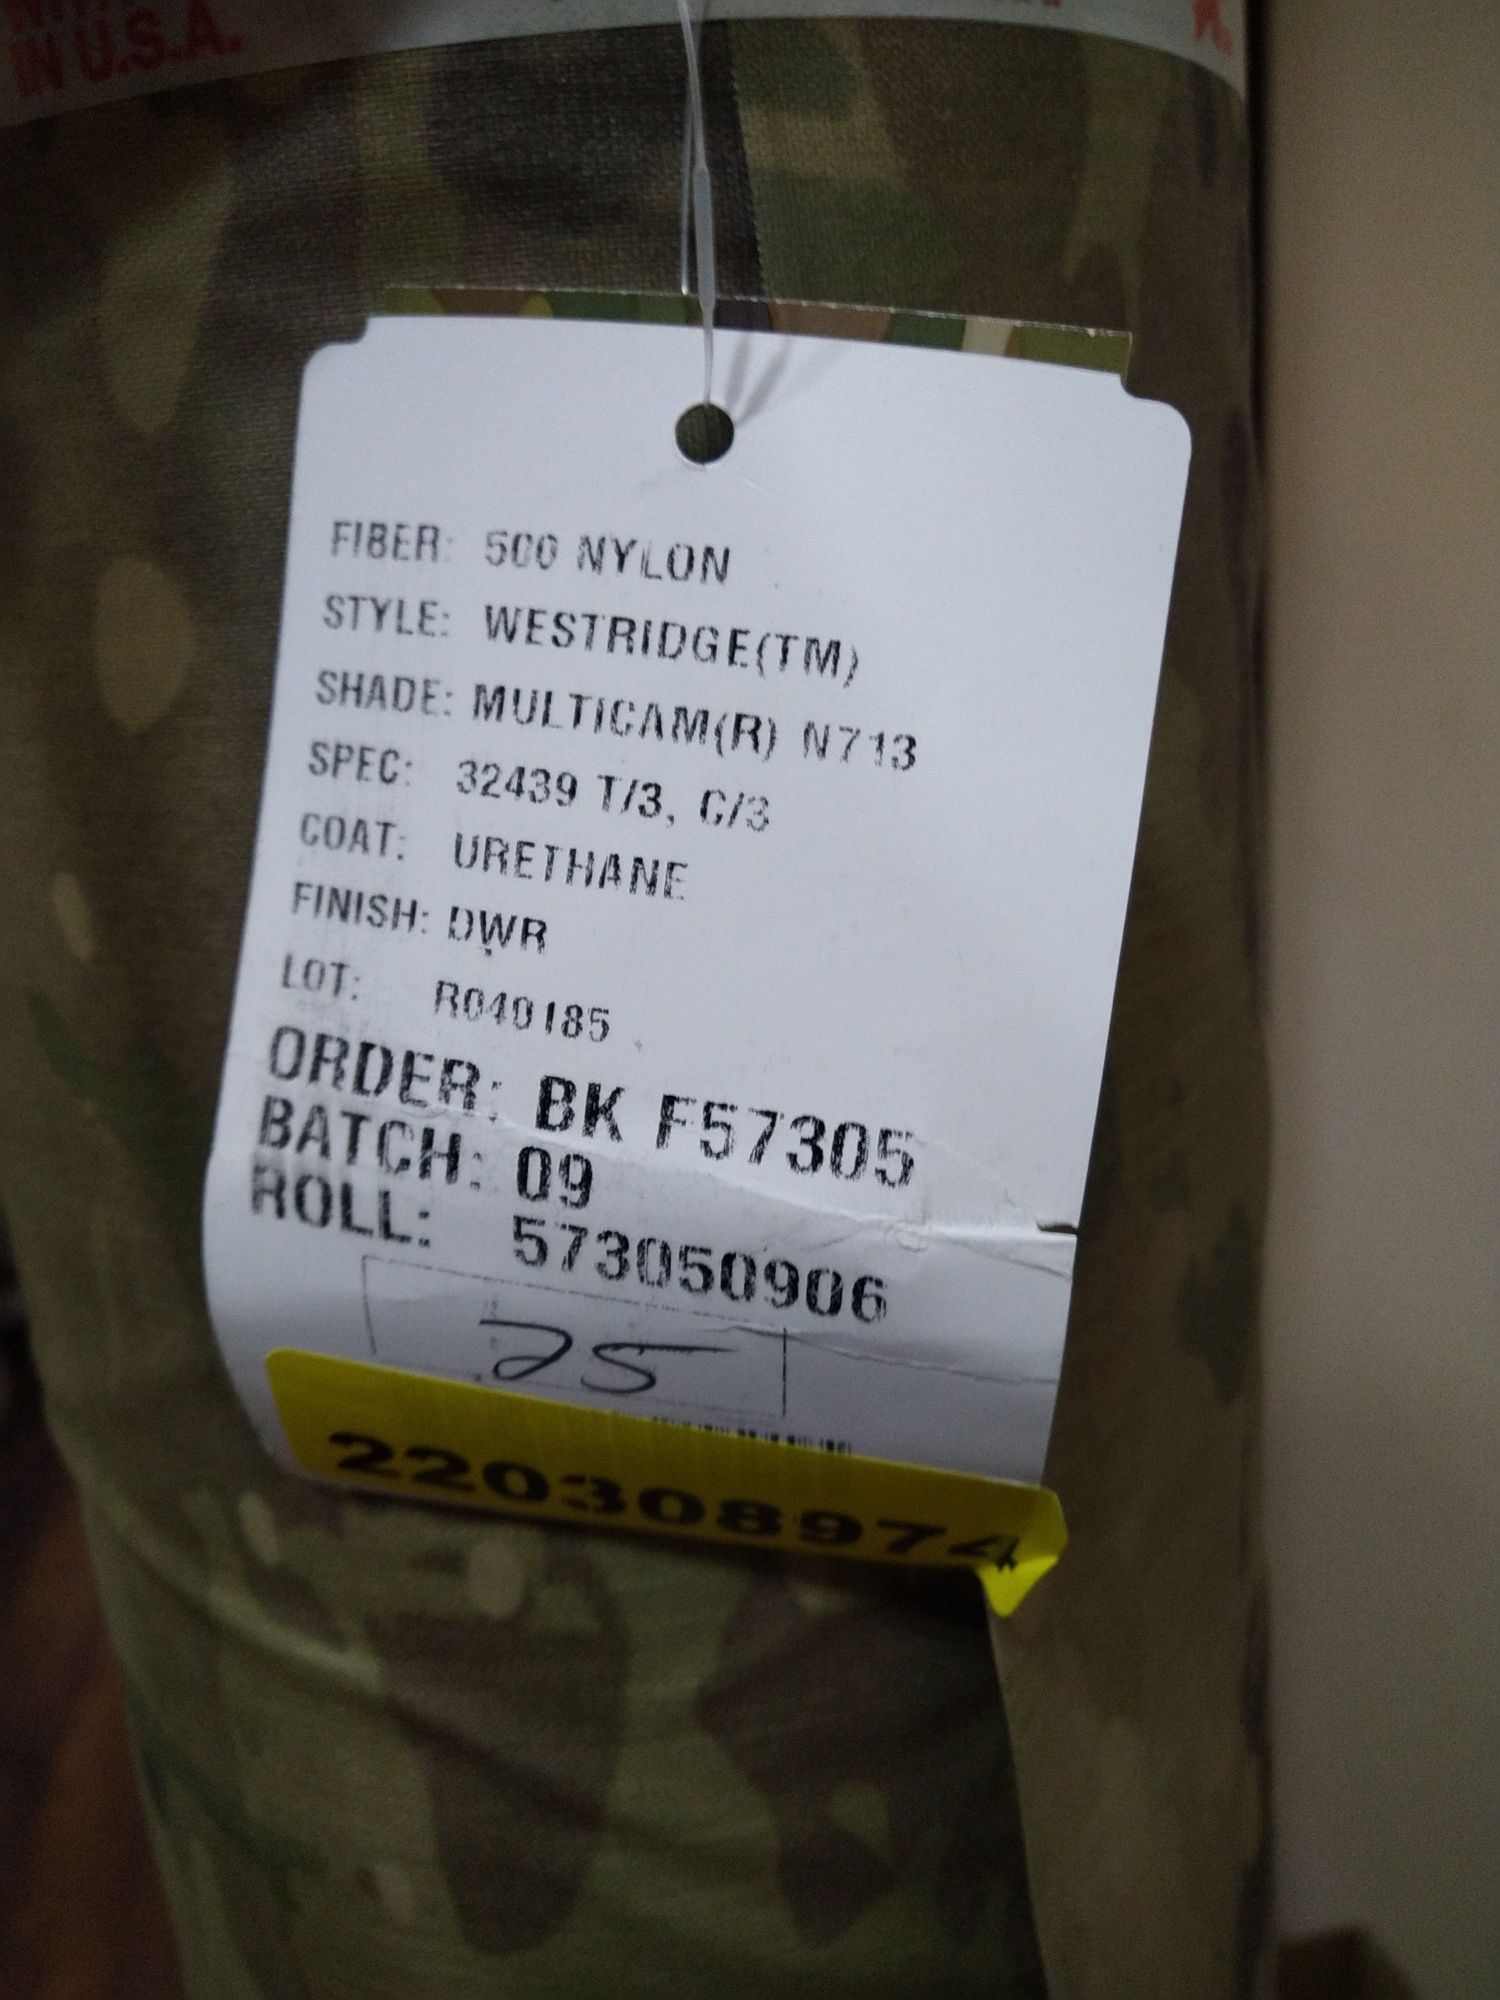 IN U.S.A.
FIBER: 500 NYLON
STYLE: WESTRIDGE(TM)
SHADE: MULTICAM(R) N713
SPEC: 32439 T/3, C/3
COAT: URETHANE
FINISH: DWR
LOT: R040185
ORDER: BK F57305
BATCH: 09
ROLL: 573050906
25
220308974